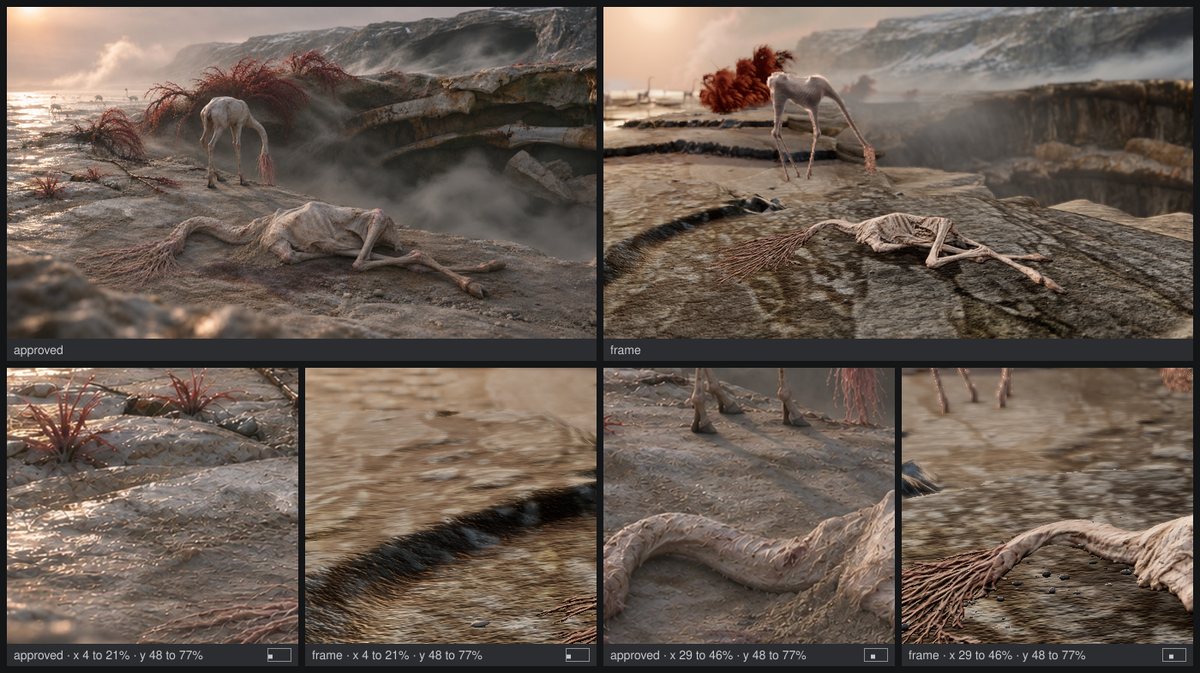 approved
frame
approved · x 4 to 21% · y 48 to 77%
frame · x 4 to 21% · y 48 to 77%
approved · x 29 to 46% · y 48 to 77%
frame · x 29 to 46% · y 48 to 77%